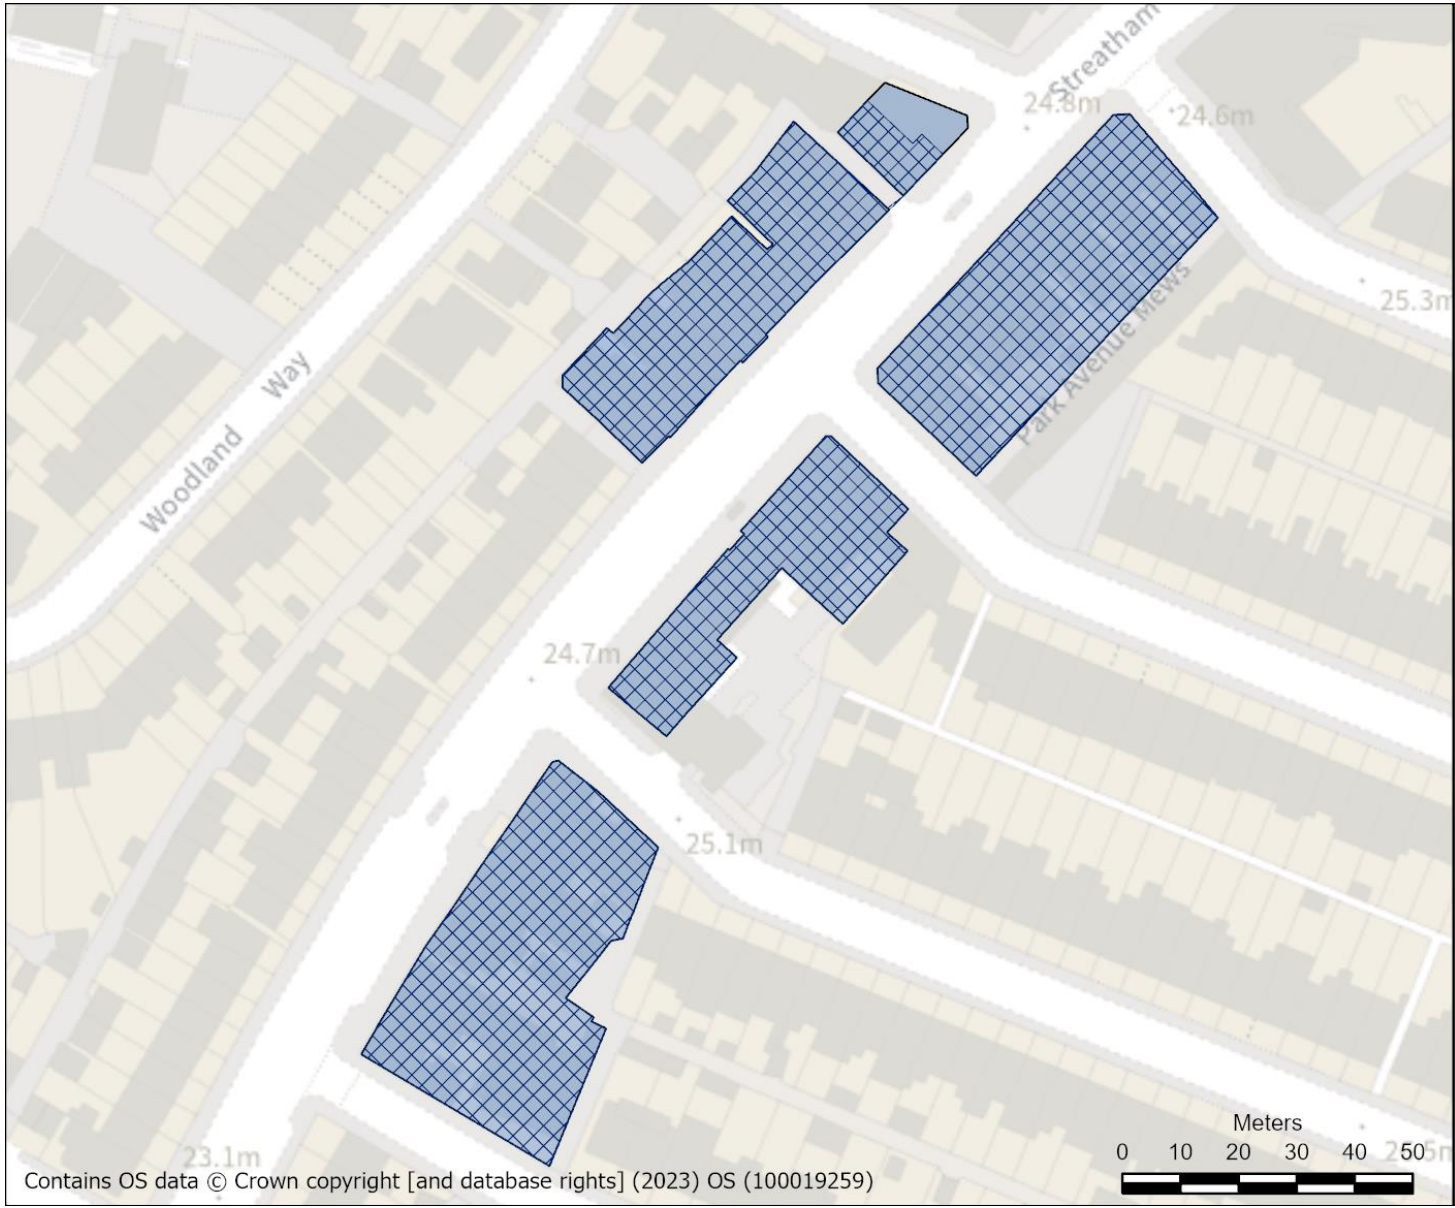 Streatham
24.8m
24.6m
25.3m
Park Avenue Mews
Woodland Way
24.7m
25.1m
Meters
0 10 20 30 40 50
23.1m
Contains OS data © Crown copyright [and database rights] (2023) OS (100019259)